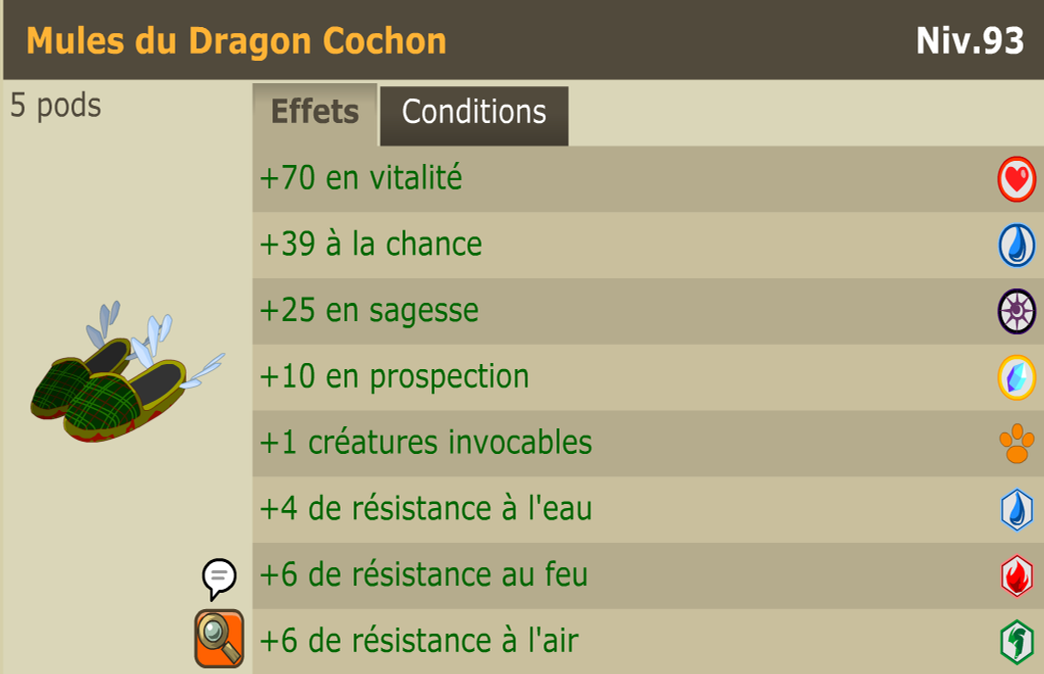 Mules du Dragon Cochon Niv.93
5 pods
Effets Conditions
+70 en vitalité
+39 à la chance
+25 en sagesse
+10 en prospection
+1 créatures invocables
+4 de résistance à l'eau
+6 de résistance au feu
+6 de résistance à l'air